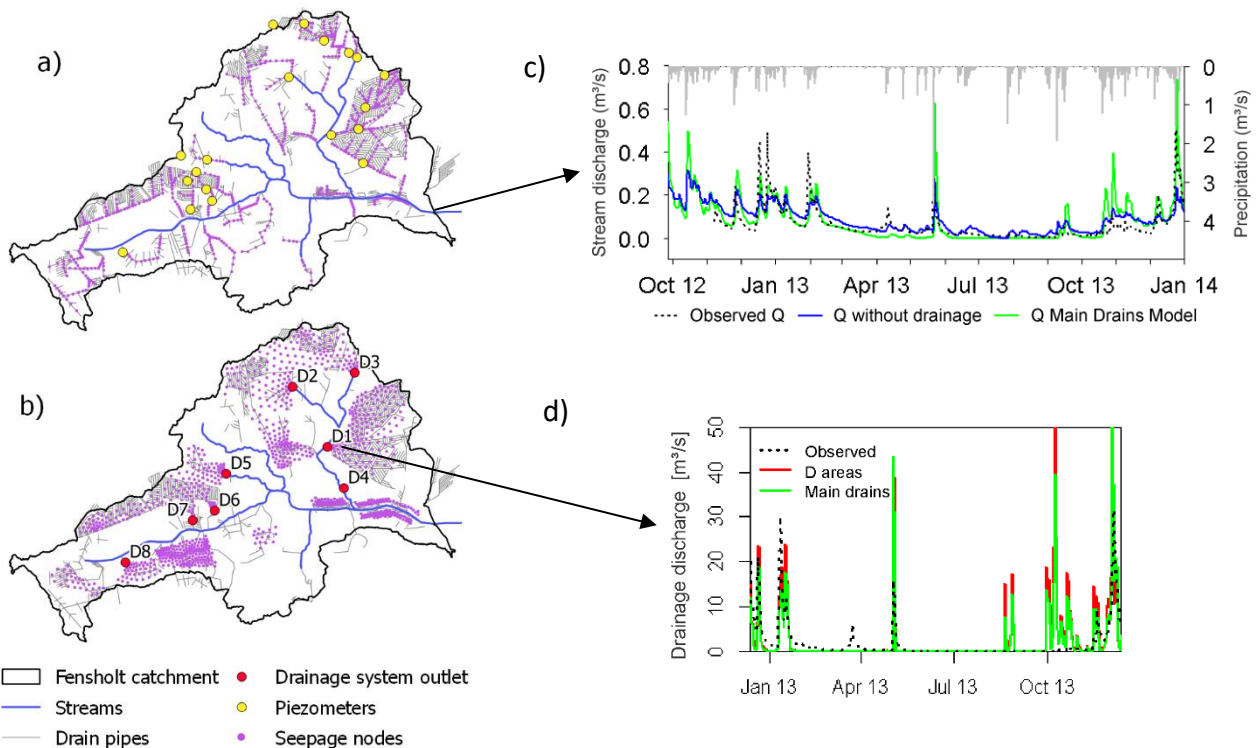 a)
c)
Stream discharge (m³/s)
0.8
0.6
0.4
0.2
0.0
0
1
2
3
4
Precipitation (m³/s)
Oct 12 Jan 13 Apr 13 Jul 13 Oct 13 Jan 14
Observed Q Q without drainage Q Main Drains Model
b)
D3
D2
D1
D4
D5
D6
D7
D8
d)
Drainage discharge [m³/s]
50
40
30
20
10
0
Observed
D areas
Main drains
Jan 13 Apr 13 Jul 13 Oct 13
Fensholt catchment Drainage system outlet
Streams Piezometers
Drain pipes Seepage nodes